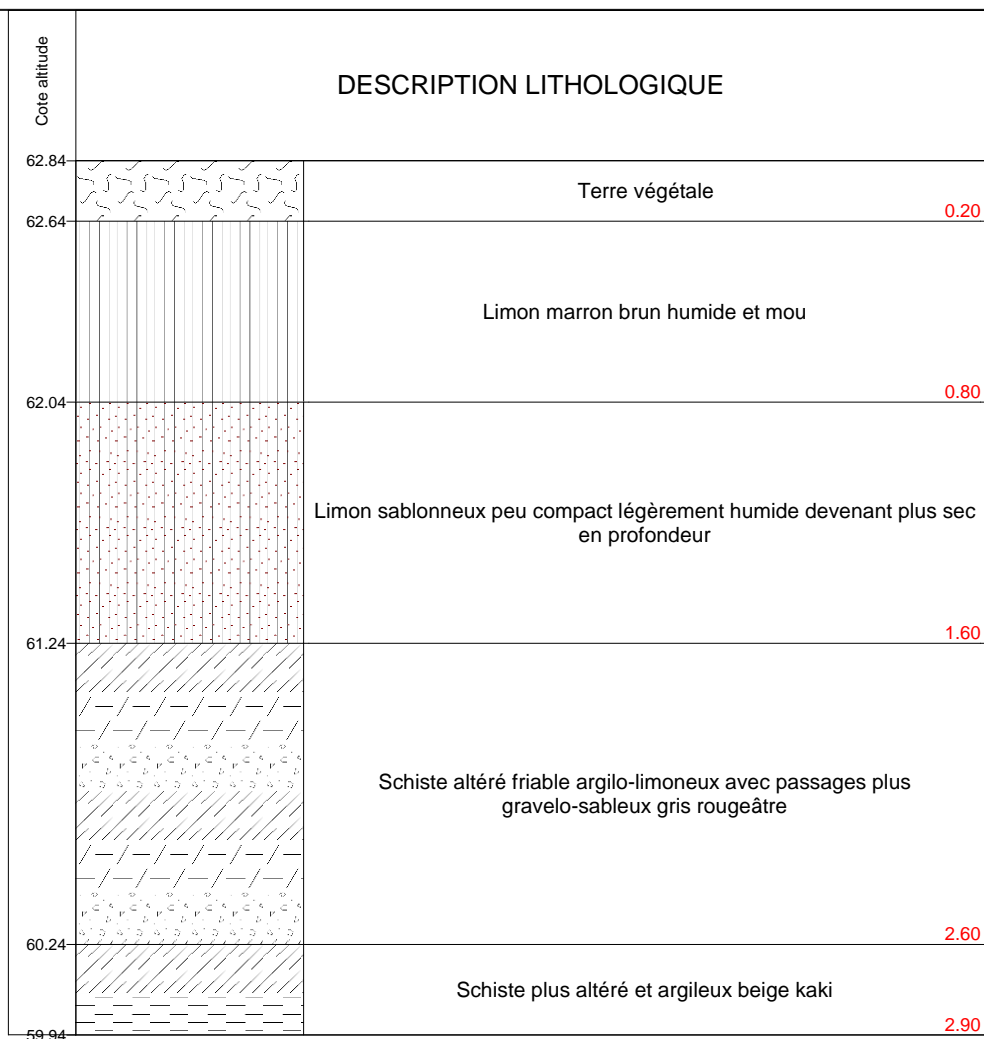 Cote altitude
DESCRIPTION LITHOLOGIQUE
62.84
Terre végétale
0.20
62.64
Limon marron brun humide et mou
0.80
62.04
Limon sablonneux peu compact légèrement humide devenant plus sec
en profondeur
1.60
61.24
Schiste altéré friable argilo-limoneux avec passages plus
gravelo-sableux gris rougeâtre
2.60
60.24
Schiste plus altéré et argileux beige kaki
2.90
59.94